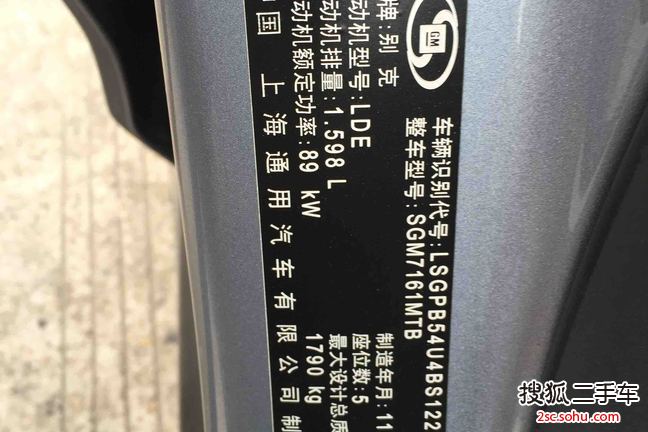 GM
车辆识别代号:LSGPB54U4BS122
整车型号:SGM7161MTB
牌:别克
动机型号:LDE
制造年月:11
动机排量:1.598 L
座位数:5
动机额定功率:89 kW
最大设计总质
1790 kg
中国 上海通用汽车有限公司 制
搜狐二手车
2sc.sohu.com